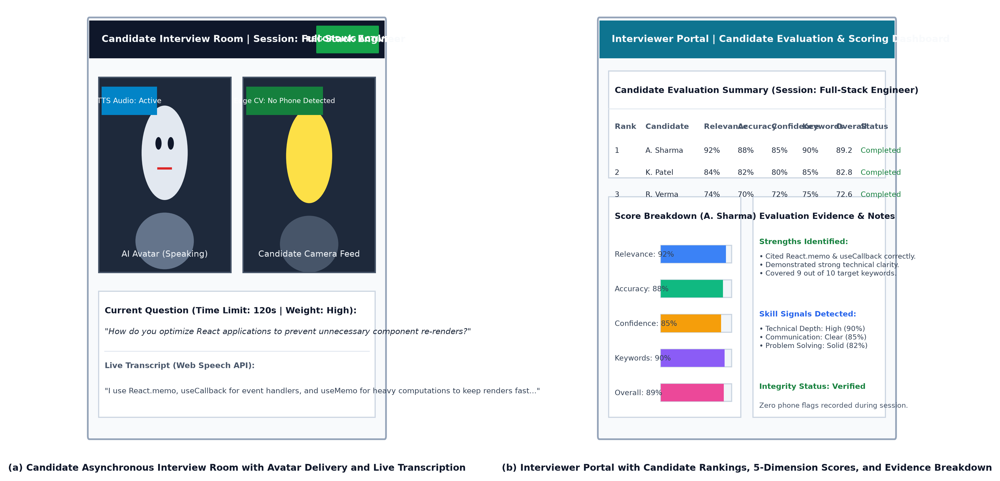 Candidate Interview Room | Session: Full-Stack Engineer
RECORDING ACTIVE
TTS Audio: Active
Edge CV: No Phone Detected
AI Avatar (Speaking)
Candidate Camera Feed
Current Question (Time Limit: 120s | Weight: High):
"How do you optimize React applications to prevent unnecessary component re-renders?"
Live Transcript (Web Speech API):
"I use React.memo, useCallback for event handlers, and useMemo for heavy computations to keep renders fast..."
(a) Candidate Asynchronous Interview Room with Avatar Delivery and Live Transcription
Interviewer Portal | Candidate Evaluation & Scoring Dashboard
Candidate Evaluation Summary (Session: Full-Stack Engineer)
Rank Candidate Relevance Accuracy Confidence Keywords Overall Status
1 A. Sharma 92% 88% 85% 90% 89.2 Completed
2 K. Patel 84% 82% 80% 85% 82.8 Completed
3 R. Verma 74% 70% 72% 75% 72.6 Completed
Score Breakdown (A. Sharma)
Relevance: 92%
Accuracy: 88%
Confidence: 85%
Keywords: 90%
Overall: 89%
Evaluation Evidence & Notes
Strengths Identified:
• Cited React.memo & useCallback correctly.
• Demonstrated strong technical clarity.
• Covered 9 out of 10 target keywords.
Skill Signals Detected:
• Technical Depth: High (90%)
• Communication: Clear (85%)
• Problem Solving: Solid (82%)
Integrity Status: Verified
Zero phone flags recorded during session.
(b) Interviewer Portal with Candidate Rankings, 5-Dimension Scores, and Evidence Breakdown